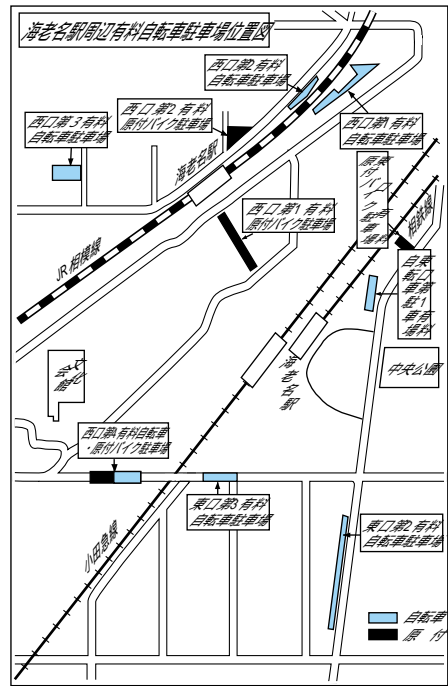 海老名駅周辺有料自転車駐車場位置図
西口第2有料
自転車駐車場
西口第3有料
自転車駐車場
西口第2有料
原付バイク駐車場
西口第1有料
自転車駐車場
海老名駅
東口有料
原付バイク駐車場
相鉄線
西口第1有料
原付バイク駐車場
JR相模線
東口第1有料
自転車駐車場
中央公園
文化
会館
海老名駅
西口第4有料自転車
・原付バイク駐車場
東口第3有料
自転車駐車場
小田急線
東口第2有料
自転車駐車場
自転車
原付